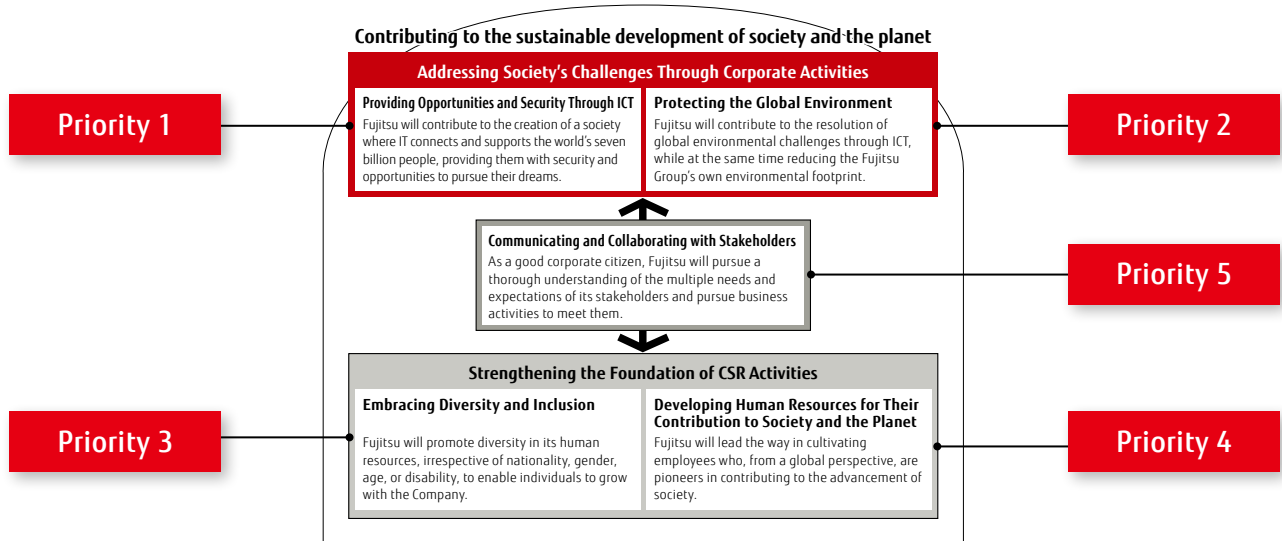 Contributing to the sustainable development of society and the planet
Addressing Society's Challenges Through Corporate Activities
Priority 1
Providing Opportunities and Security Through ICT
Fujitsu will contribute to the creation of a society
where IT connects and supports the world's seven
billion people, providing them with security and
opportunities to pursue their dreams.
Protecting the Global Environment
Fujitsu will contribute to the resolution of
global environmental challenges through ICT,
while at the same time reducing the Fujitsu
Group's own environmental footprint.
Priority 2
Communicating and Collaborating with Stakeholders
As a good corporate citizen, Fujitsu will pursue a
thorough understanding of the multiple needs and
expectations of its stakeholders and pursue business
activities to meet them.
Priority 5
Strengthening the Foundation of CSR Activities
Priority 3
Embracing Diversity and Inclusion
Fujitsu will promote diversity in its human
resources, irrespective of nationality, gender,
age, or disability, to enable individuals to grow
with the Company.
Developing Human Resources for Their
Contribution to Society and the Planet
Fujitsu will lead the way in cultivating
employees who, from a global perspective, are
pioneers in contributing to the advancement of
society.
Priority 4